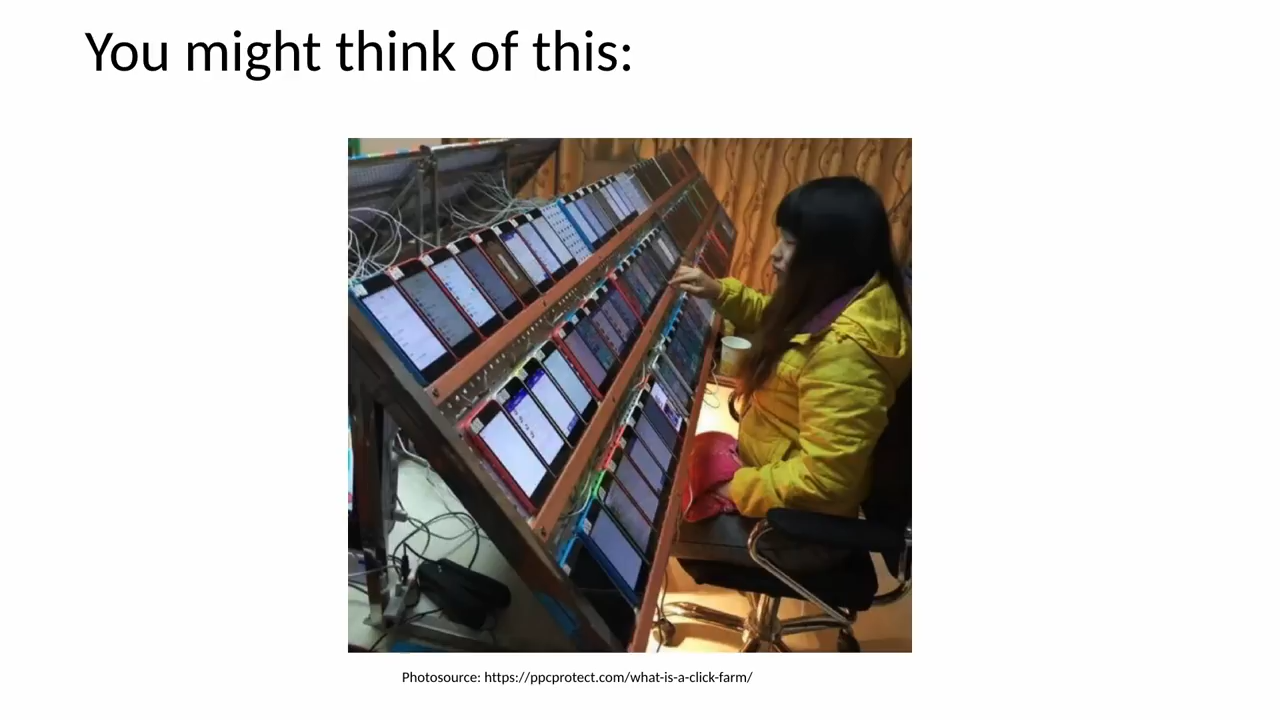 You might think of this:
Photosource: https://ppcprotect.com/what-is-a-click-farm/